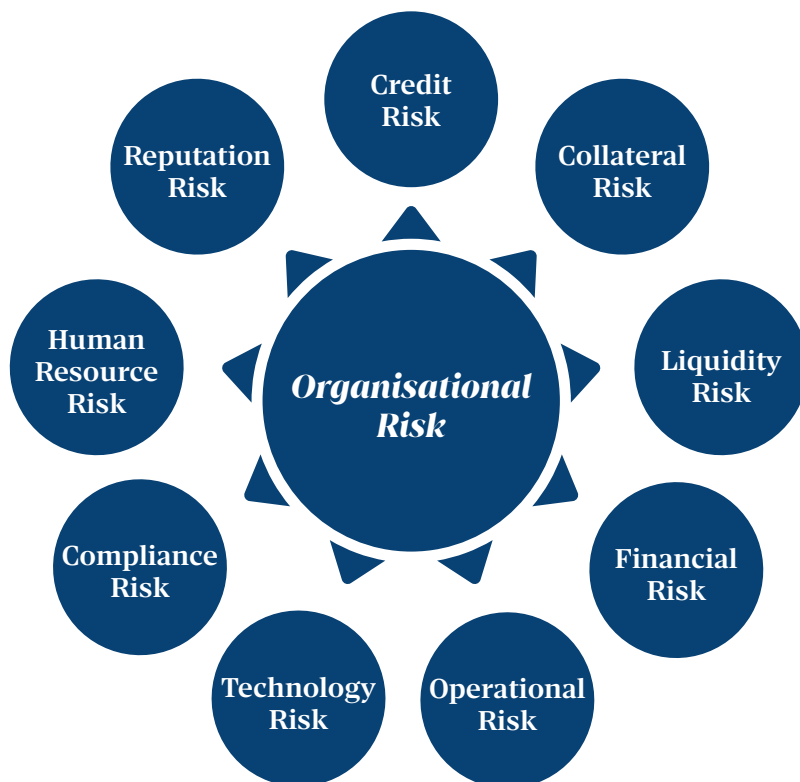 Credit
Risk
Collateral
Risk
Liquidity
Risk
Financial
Risk
Operational
Risk
Technology
Risk
Compliance
Risk
Human
Resource
Risk
Reputation
Risk
Organisational
Risk